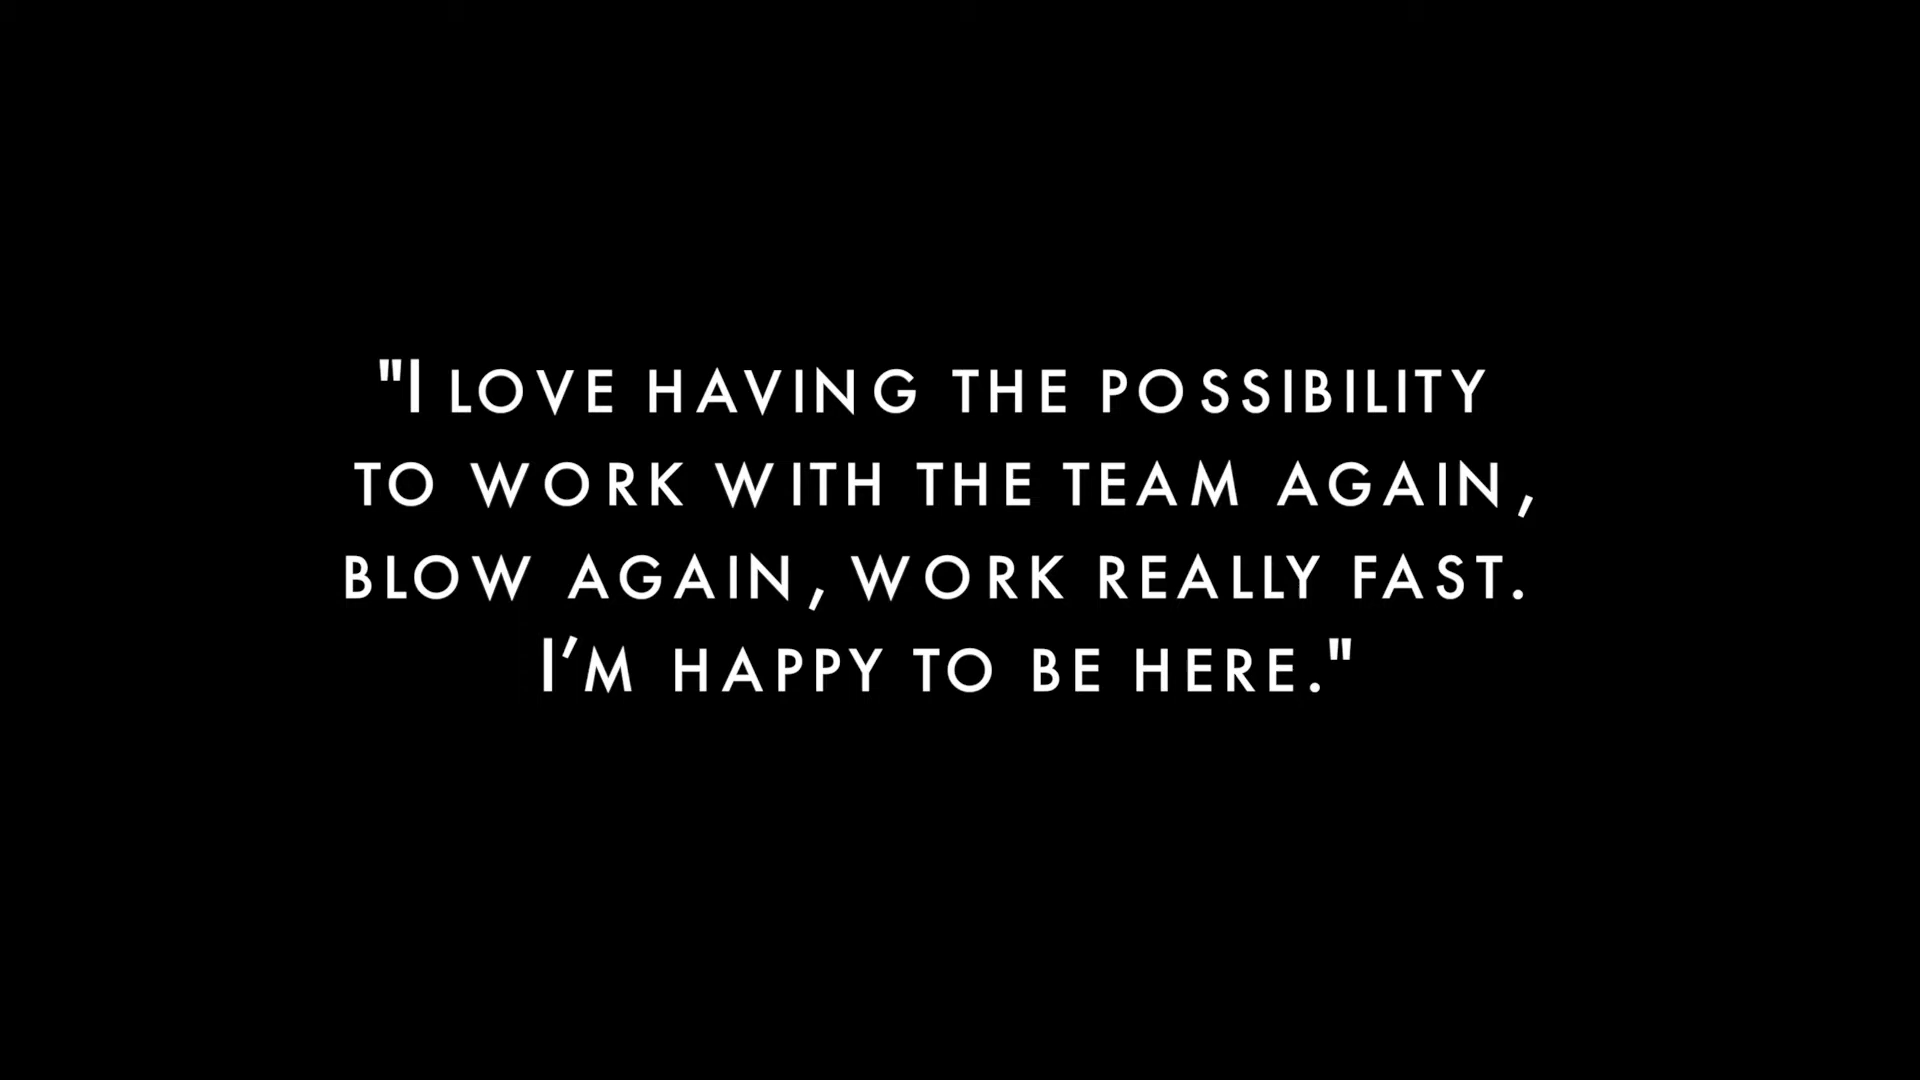 "I LOVE HAVING THE POSSIBILITY
TO WORK WITH THE TEAM AGAIN,
BLOW AGAIN, WORK REALLY FAST.
I’M HAPPY TO BE HERE."